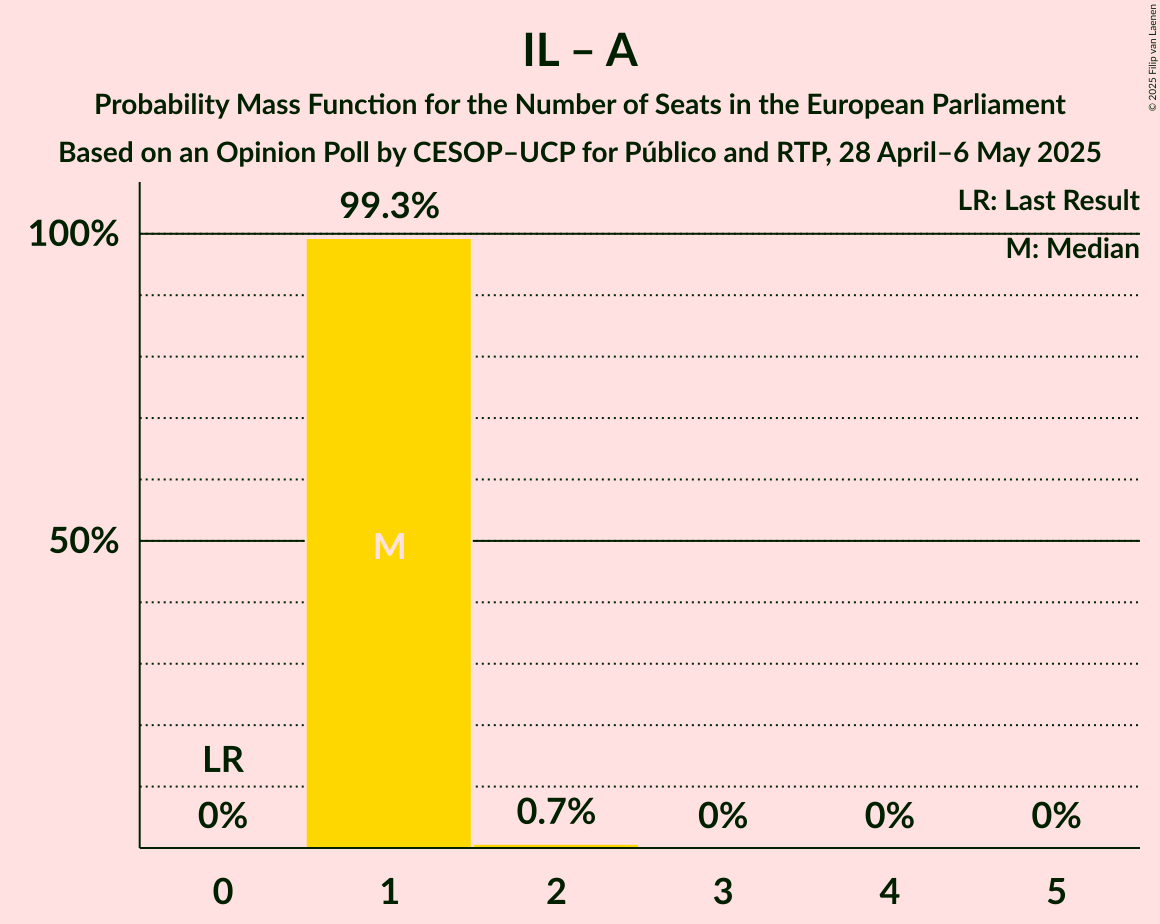 IL – A
Probability Mass Function for the Number of Seats in the European Parliament
Based on an Opinion Poll by CESOP–UCP for Público and RTP, 28 April–6 May 2025
© 2025 Filip van Laenen
LR: Last Result
M: Median
100%
50%
99.3%
M
LR
0%
0.7%
0%
0%
0%
0
1
2
3
4
5